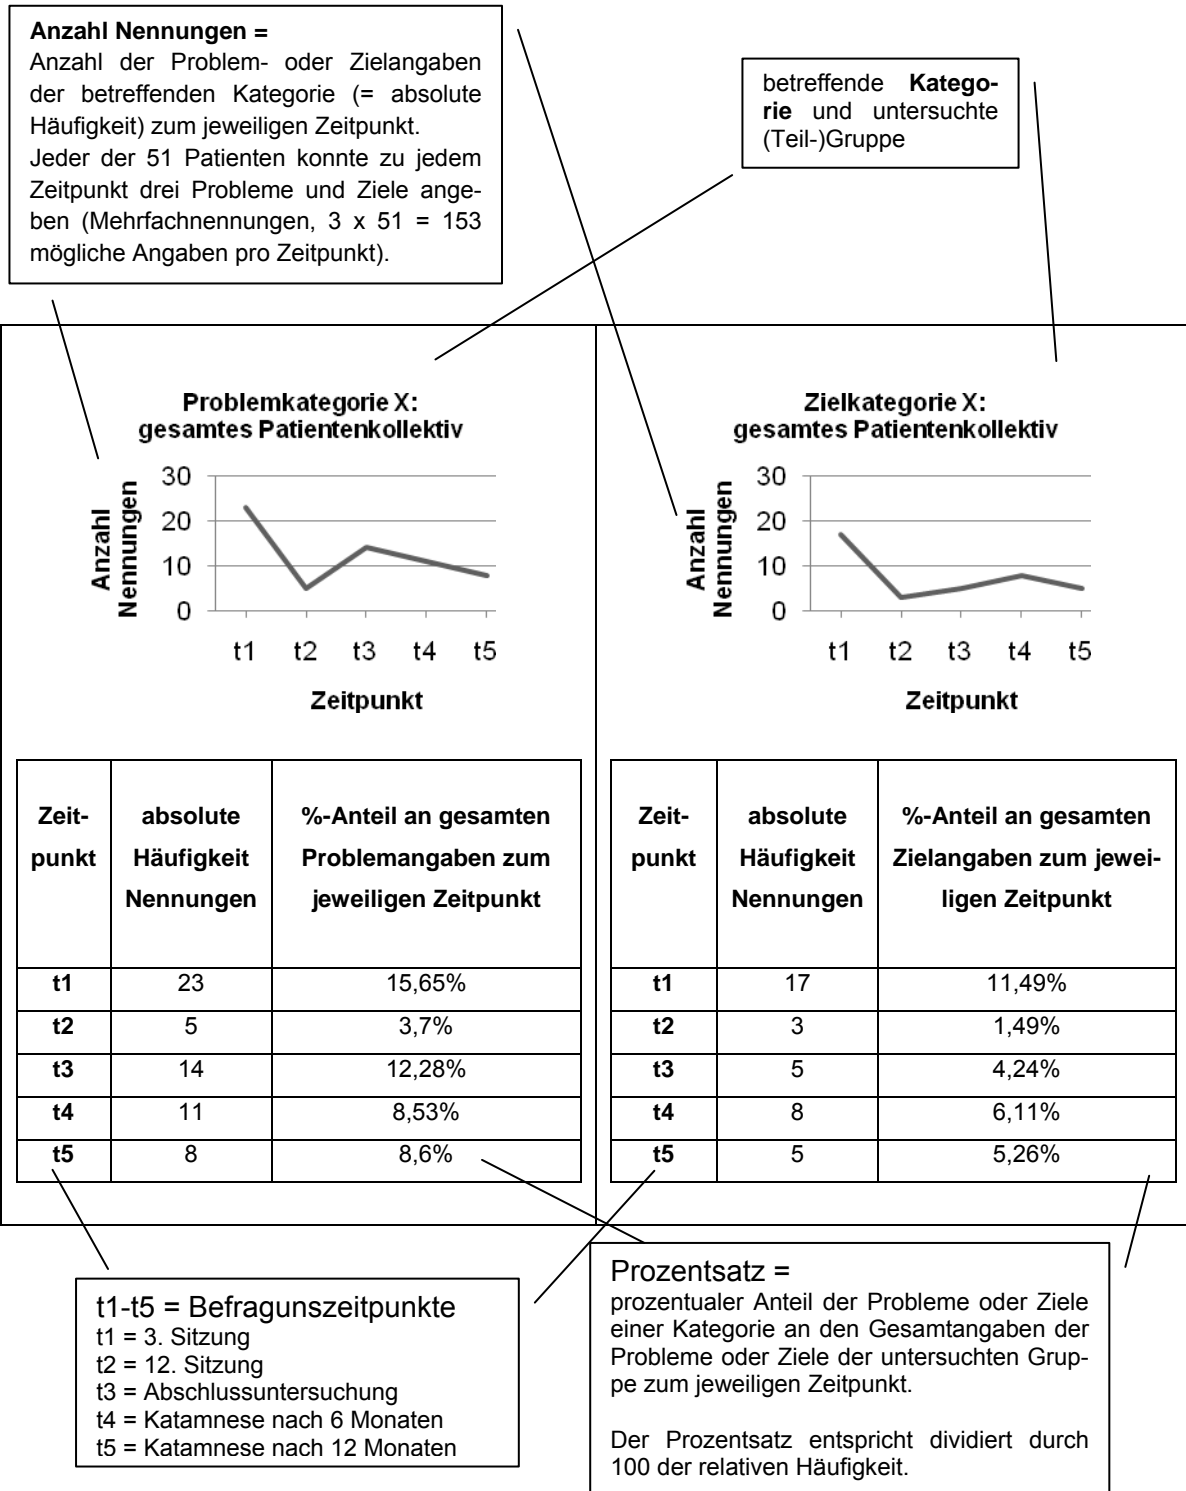 Anzahl Nennungen =
Anzahl der Problem- oder Zielangaben
der betreffenden Kategorie (= absolute
Häufigkeit) zum jeweiligen Zeitpunkt.
Jeder der 51 Patienten konnte zu jedem
Zeitpunkt drei Probleme und Ziele ange-
ben (Mehrfachnennungen, 3 x 51 = 153
mögliche Angaben pro Zeitpunkt).
betreffende Katego-
rie und untersuchte
(Teil-)Gruppe
Problemkategorie X:
gesamtes Patientenkollektiv
Anzahl
Nennungen
30
20
10
0
t1 t2 t3 t4 t5
Zeitpunkt
Zielkategorie X:
gesamtes Patientenkollektiv
Anzahl
Nennungen
30
20
10
0
t1 t2 t3 t4 t5
Zeitpunkt
Zeit- absolute %-Anteil an gesamten
punkt Häufigkeit Problemangaben zum
Nennungen jeweiligen Zeitpunkt
t1 23 15,65%
t2 5 3,7%
t3 14 12,28%
t4 11 8,53%
t5 8 8,6%
Zeit- absolute %-Anteil an gesamten
punkt Häufigkeit Zielangaben zum jewei-
Nennungen ligen Zeitpunkt
t1 17 11,49%
t2 3 1,49%
t3 5 4,24%
t4 8 6,11%
t5 5 5,26%
t1-t5 = Befragunszeitpunkte
t1 = 3. Sitzung
t2 = 12. Sitzung
t3 = Abschlussuntersuchung
t4 = Katamnese nach 6 Monaten
t5 = Katamnese nach 12 Monaten
Prozentsatz =
prozentualer Anteil der Probleme oder Ziele
einer Kategorie an den Gesamtangaben der
Probleme oder Ziele der untersuchten Grup-
pe zum jeweiligen Zeitpunkt.
Der Prozentsatz entspricht dividiert durch
100 der relativen Häufigkeit.